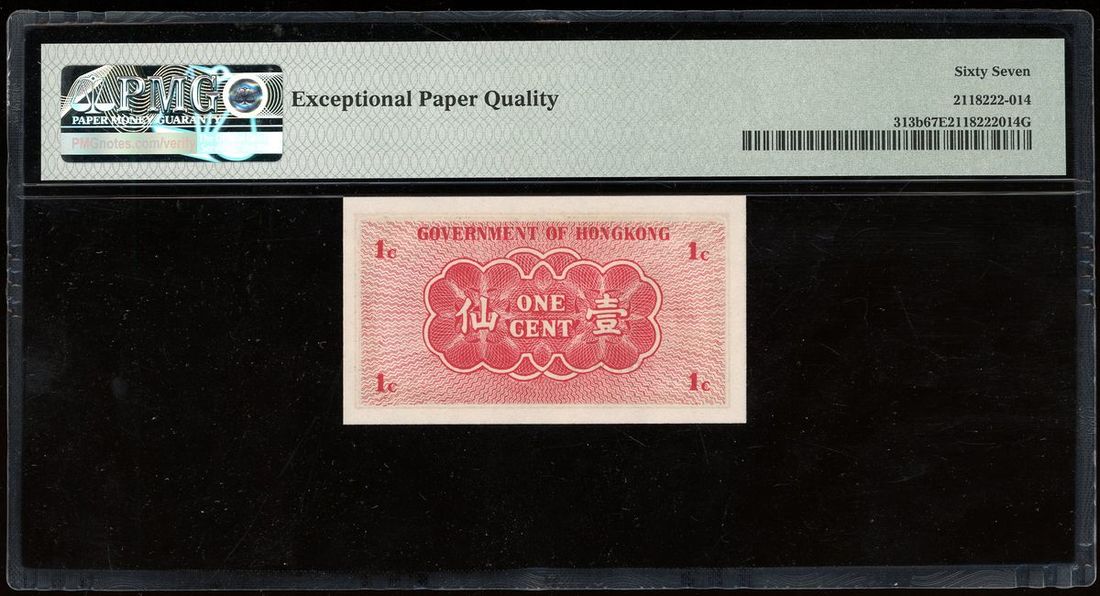 PMG
PAPER MONEY GUARANTY
PMGnotes.com/verify
Exceptional Paper Quality
Sixty Seven
2118222-014
313b67E2118222014G
GOVERNMENT OF HONGKONG
1c 1c
仙 ONE CENT 壹
1c 1c